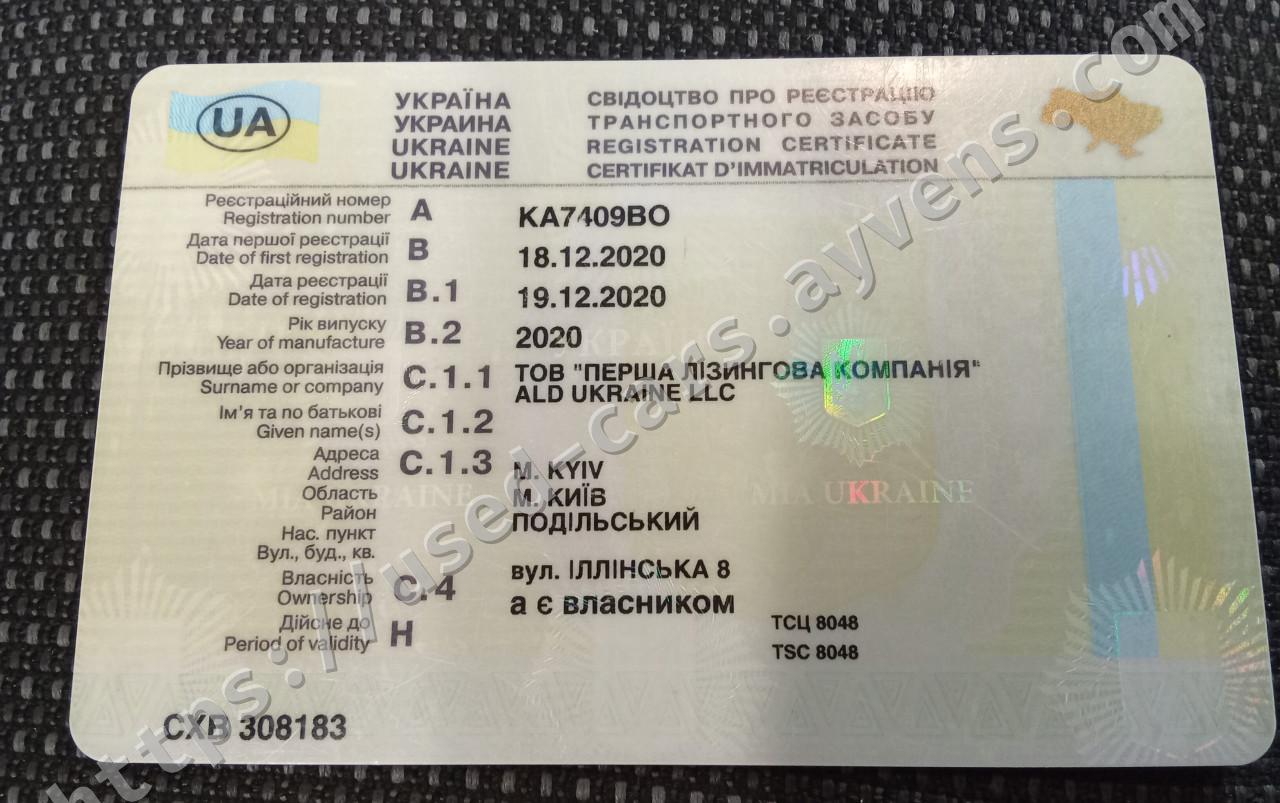 UA
УКРАЇНА
УКРАИНА
UKRAINE
UKRAINE
СВІДОЦТВО ПРО РЕЄСТРАЦІЮ
ТРАНСПОРТНОГО ЗАСОБУ
REGISTRATION CERTIFICATE
CERTIFIKAT D'IMMATRICULATION
Реєстраційний номер
Registration number A KA7409BO
Дата першої реєстрації
Date of first registration B 18.12.2020
Дата реєстрації
Date of registration B.1 19.12.2020
Рік випуску
Year of manufacture B.2 2020
Прізвище або організація
Surname or company C.1.1 ТОВ "ПЕРША ЛІЗИНГОВА КОМПАНІЯ"
ALD UKRAINE LLC
Ім'я та по батькові
Given name(s) C.1.2
Адреса
Address C.1.3 M. KYIV
Область М. КИЇВ
Район ПОДІЛЬСЬКИЙ
Нас. пункт
Вул., буд., кв. вул. ІЛЛІНСЬКА 8
Власність
Ownership C.4 а є власником
Дійсне до
Period of validity H
ТСЦ 8048
TSC 8048
MIA UKRAINE
CXB 308183
https://used-cars.ayvens.com